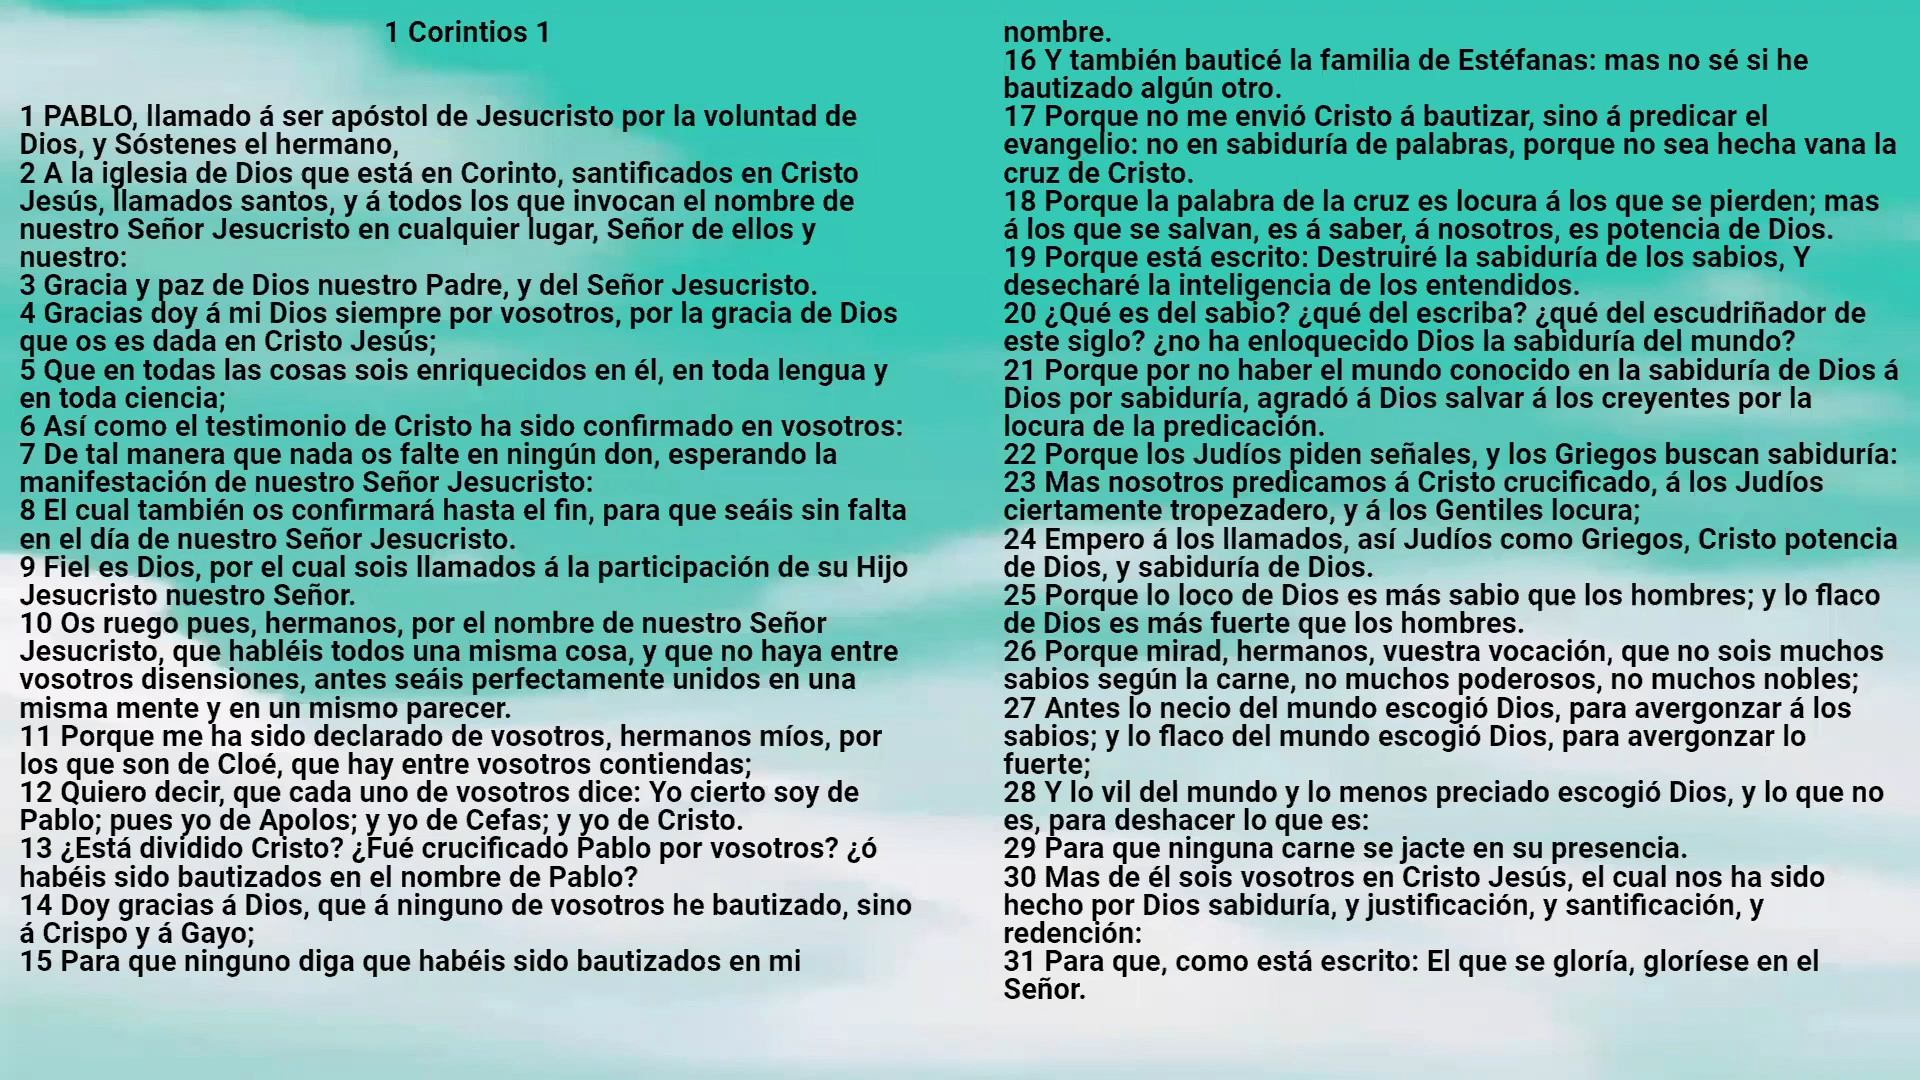 1 Corintios 1
1 PABLO, llamado á ser apóstol de Jesucristo por la voluntad de
Dios, y Sóstenes el hermano,
2 A la iglesia de Dios que está en Corinto, santificados en Cristo
Jesús, llamados santos, y á todos los que invocan el nombre de
nuestro Señor Jesucristo en cualquier lugar, Señor de ellos y
nuestro:
3 Gracia y paz de Dios nuestro Padre, y del Señor Jesucristo.
4 Gracias doy á mi Dios siempre por vosotros, por la gracia de Dios
que os es dada en Cristo Jesús;
5 Que en todas las cosas sois enriquecidos en él, en toda lengua y
en toda ciencia;
6 Así como el testimonio de Cristo ha sido confirmado en vosotros:
7 De tal manera que nada os falte en ningún don, esperando la
manifestación de nuestro Señor Jesucristo:
8 El cual también os confirmará hasta el fin, para que seáis sin falta
en el día de nuestro Señor Jesucristo.
9 Fiel es Dios, por el cual sois llamados á la participación de su Hijo
Jesucristo nuestro Señor.
10 Os ruego pues, hermanos, por el nombre de nuestro Señor
Jesucristo, que habléis todos una misma cosa, y que no haya entre
vosotros disensiones, antes seáis perfectamente unidos en una
misma mente y en un mismo parecer.
11 Porque me ha sido declarado de vosotros, hermanos míos, por
los que son de Cloé, que hay entre vosotros contiendas;
12 Quiero decir, que cada uno de vosotros dice: Yo cierto soy de
Pablo; pues yo de Apolos; y yo de Cefas; y yo de Cristo.
13 ¿Está dividido Cristo? ¿Fué crucificado Pablo por vosotros? ¿ó
habéis sido bautizados en el nombre de Pablo?
14 Doy gracias á Dios, que á ninguno de vosotros he bautizado, sino
á Crispo y á Gayo;
15 Para que ninguno diga que habéis sido bautizados en mi
nombre.
16 Y también bauticé la familia de Estéfanas: mas no sé si he
bautizado algún otro.
17 Porque no me envió Cristo á bautizar, sino á predicar el
evangelio: no en sabiduría de palabras, porque no sea hecha vana la
cruz de Cristo.
18 Porque la palabra de la cruz es locura á los que se pierden; mas
á los que se salvan, es á saber, á nosotros, es potencia de Dios.
19 Porque está escrito: Destruiré la sabiduría de los sabios, Y
desecharé la inteligencia de los entendidos.
20 ¿Qué es del sabio? ¿qué del escriba? ¿qué del escudriñador de
este siglo? ¿no ha enloquecido Dios la sabiduría del mundo?
21 Porque por no haber el mundo conocido en la sabiduría de Dios á
Dios por sabiduría, agradó á Dios salvar á los creyentes por la
locura de la predicación.
22 Porque los Judíos piden señales, y los Griegos buscan sabiduría:
23 Mas nosotros predicamos á Cristo crucificado, á los Judíos
ciertamente tropezadero, y á los Gentiles locura;
24 Empero á los llamados, así Judíos como Griegos, Cristo potencia
de Dios, y sabiduría de Dios.
25 Porque lo loco de Dios es más sabio que los hombres; y lo flaco
de Dios es más fuerte que los hombres.
26 Porque mirad, hermanos, vuestra vocación, que no sois muchos
sabios según la carne, no muchos poderosos, no muchos nobles;
27 Antes lo necio del mundo escogió Dios, para avergonzar á los
sabios; y lo flaco del mundo escogió Dios, para avergonzar lo
fuerte;
28 Y lo vil del mundo y lo menos preciado escogió Dios, y lo que no
es, para deshacer lo que es:
29 Para que ninguna carne se jacte en su presencia.
30 Mas de él sois vosotros en Cristo Jesús, el cual nos ha sido
hecho por Dios sabiduría, y justificación, y santificación, y
redención:
31 Para que, como está escrito: El que se gloría, gloríese en el
Señor.